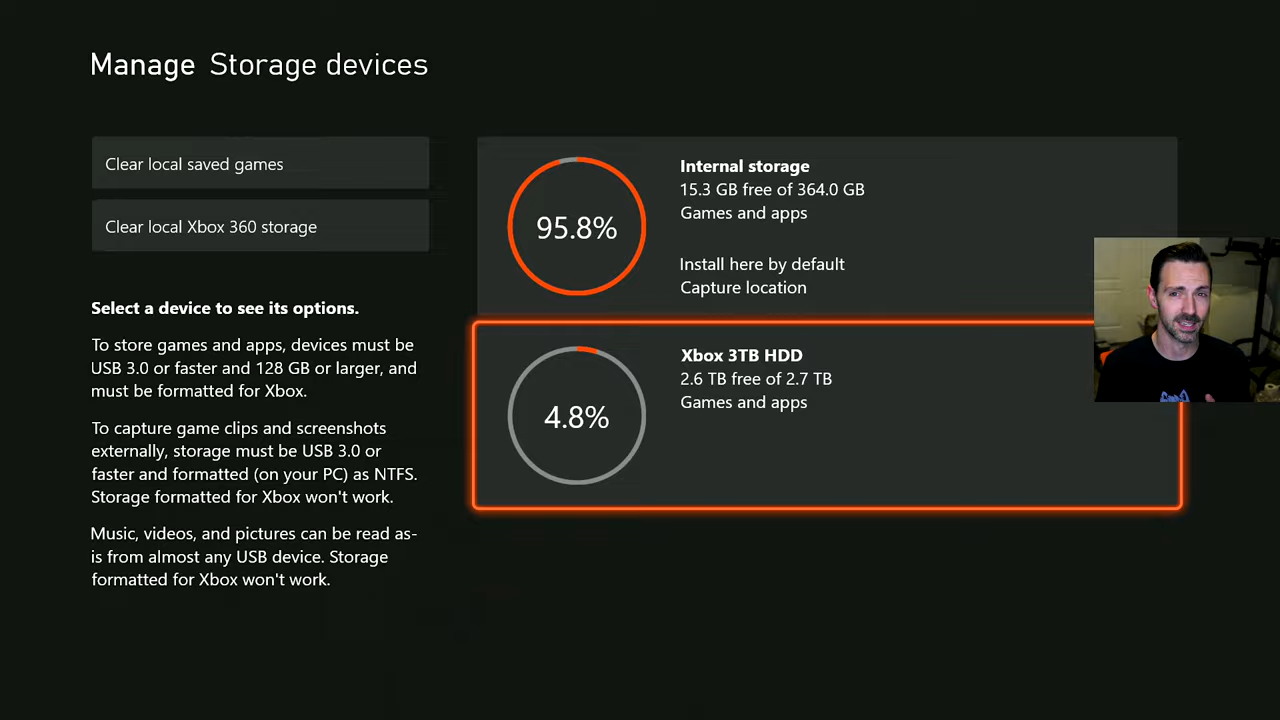 Manage Storage devices
Clear local saved games
Clear local Xbox 360 storage
Select a device to see its options.
To store games and apps, devices must be
USB 3.0 or faster and 128 GB or larger, and
must be formatted for Xbox.
To capture game clips and screenshots
externally, storage must be USB 3.0 or
faster and formatted (on your PC) as NTFS.
Storage formatted for Xbox won't work.
Music, videos, and pictures can be read as-
is from almost any USB device. Storage
formatted for Xbox won't work.
95.8%
Internal storage
15.3 GB free of 364.0 GB
Games and apps
Install here by default
Capture location
4.8%
Xbox 3TB HDD
2.6 TB free of 2.7 TB
Games and apps